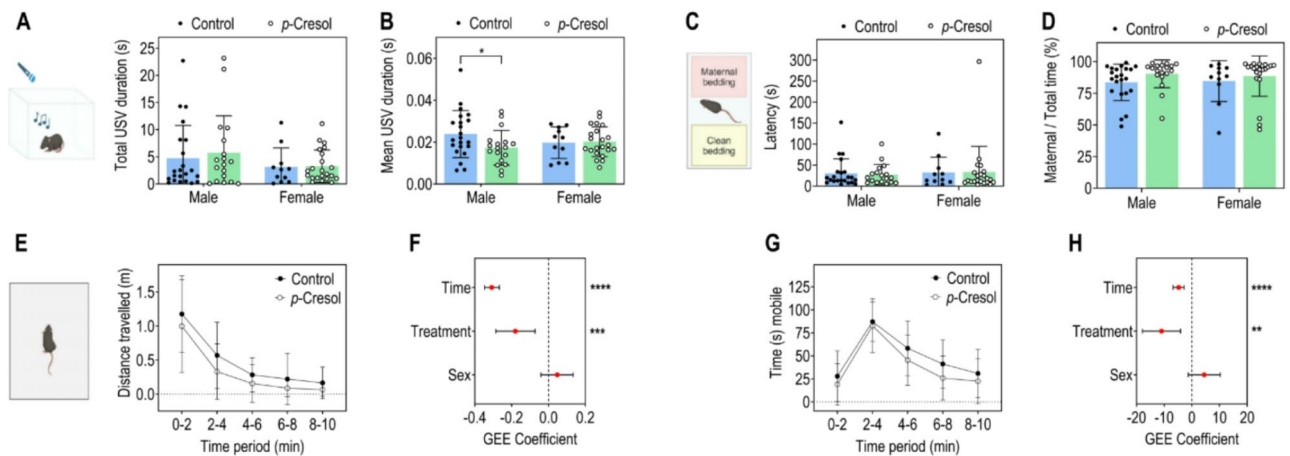 A
Control
p-Cresol
Total USV duration (s)
25
20
15
10
5
0
Male
Female
B
Control
p-Cresol
Mean USV duration (s)
*
0.06
0.04
0.02
0.00
Male
Female
C
Maternal
bedding
Clean
bedding
Control
p-Cresol
Latency (s)
400
300
200
100
0
Male
Female
D
Control
p-Cresol
Maternal / Total time (%)
100
75
50
25
0
Male
Female
E
Distance travelled (m)
Control
p-Cresol
1.5
1.0
0.5
0.0
0-2
2-4
4-6
6-8
8-10
Time period (min)
F
Time
****
Treatment
***
Sex
-0.4
-0.2
0.0
0.2
GEE Coefficient
G
Time (s) mobile
Control
p-Cresol
125
100
75
50
25
0
0-2
2-4
4-6
6-8
8-10
Time period (min)
H
Time
****
Treatment
**
Sex
-20
-10
0
10
20
GEE Coefficient